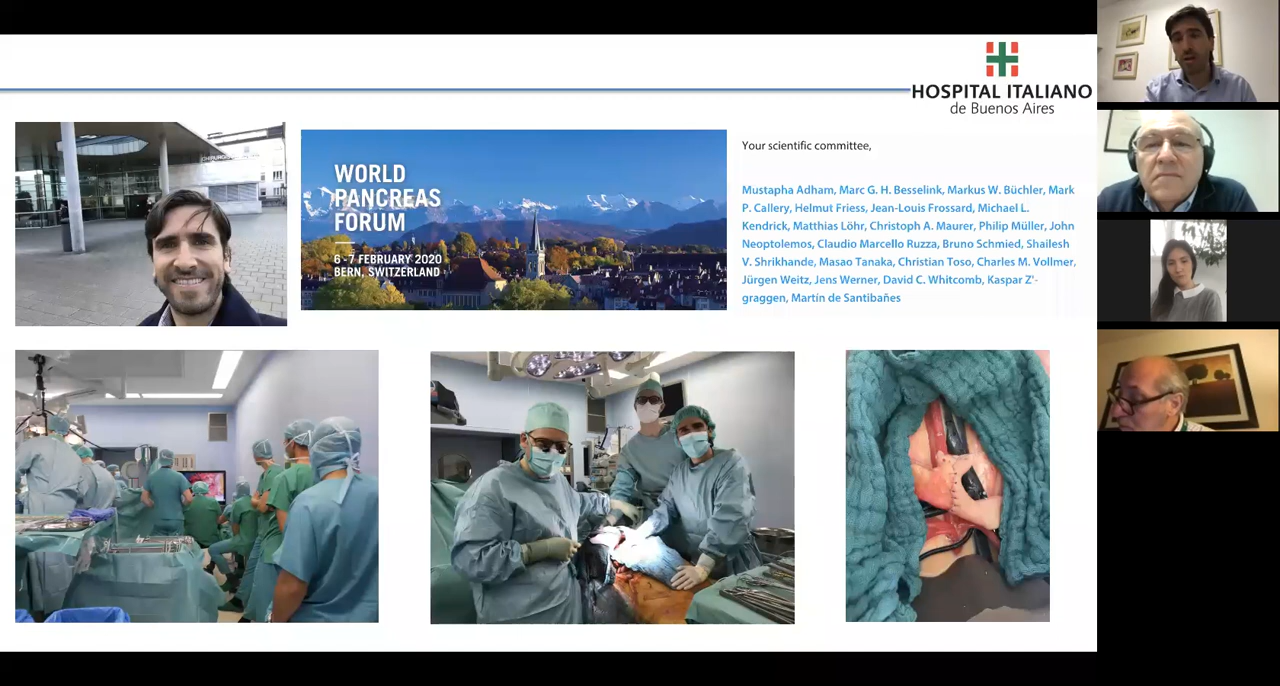 HOSPITAL ITALIANO
de Buenos Aires
WORLD
PANCREAS
FORUM
6 - 7 FEBRUARY 2020
BERN, SWITZERLAND
Your scientific committee,
Mustapha Adham, Marc G. H. Besselink, Markus W. Büchler, Mark
P. Callery, Helmut Friess, Jean-Louis Frossard, Michael L.
Kendrick, Matthias Löhr, Christoph A. Maurer, Philip Müller, John
Neoptolemos, Claudio Marcello Ruzza, Bruno Schmied, Shailesh
V. Shrikhande, Masao Tanaka, Christian Toso, Charles M. Vollmer,
Jürgen Weitz, Jens Werner, David C. Whitcomb, Kaspar Z'-
graggen, Martín de Santibañes